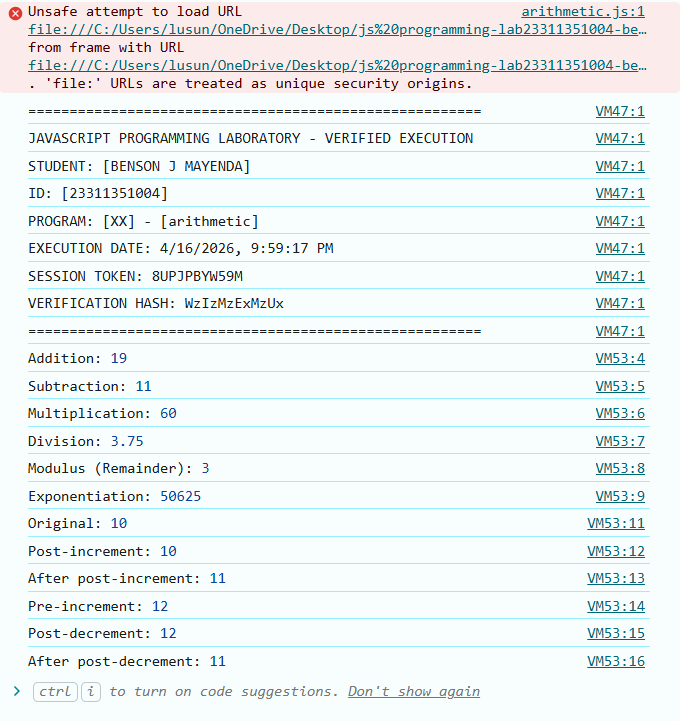 Unsafe attempt to load URL arithmetic.js:1
file:///C:/Users/lusun/OneDrive/Desktop/js%20programming-lab23311351004-be…
from frame with URL
file:///C:/Users/lusun/OneDrive/Desktop/js%20programming-lab23311351004-be…
. 'file:' URLs are treated as unique security origins.
======================================================= VM47:1
JAVASCRIPT PROGRAMMING LABORATORY - VERIFIED EXECUTION VM47:1
STUDENT: [BENSON J MAYENDA] VM47:1
ID: [23311351004] VM47:1
PROGRAM: [XX] - [arithmetic] VM47:1
EXECUTION DATE: 4/16/2026, 9:59:17 PM VM47:1
SESSION TOKEN: 8UPJPBYW59M VM47:1
VERIFICATION HASH: WzIzMzExMzUx VM47:1
======================================================= VM47:1
Addition: 19 VM53:4
Subtraction: 11 VM53:5
Multiplication: 60 VM53:6
Division: 3.75 VM53:7
Modulus (Remainder): 3 VM53:8
Exponentiation: 50625 VM53:9
Original: 10 VM53:11
Post-increment: 10 VM53:12
After post-increment: 11 VM53:13
Pre-increment: 12 VM53:14
Post-decrement: 12 VM53:15
After post-decrement: 11 VM53:16
ctrl i to turn on code suggestions. Don't show again